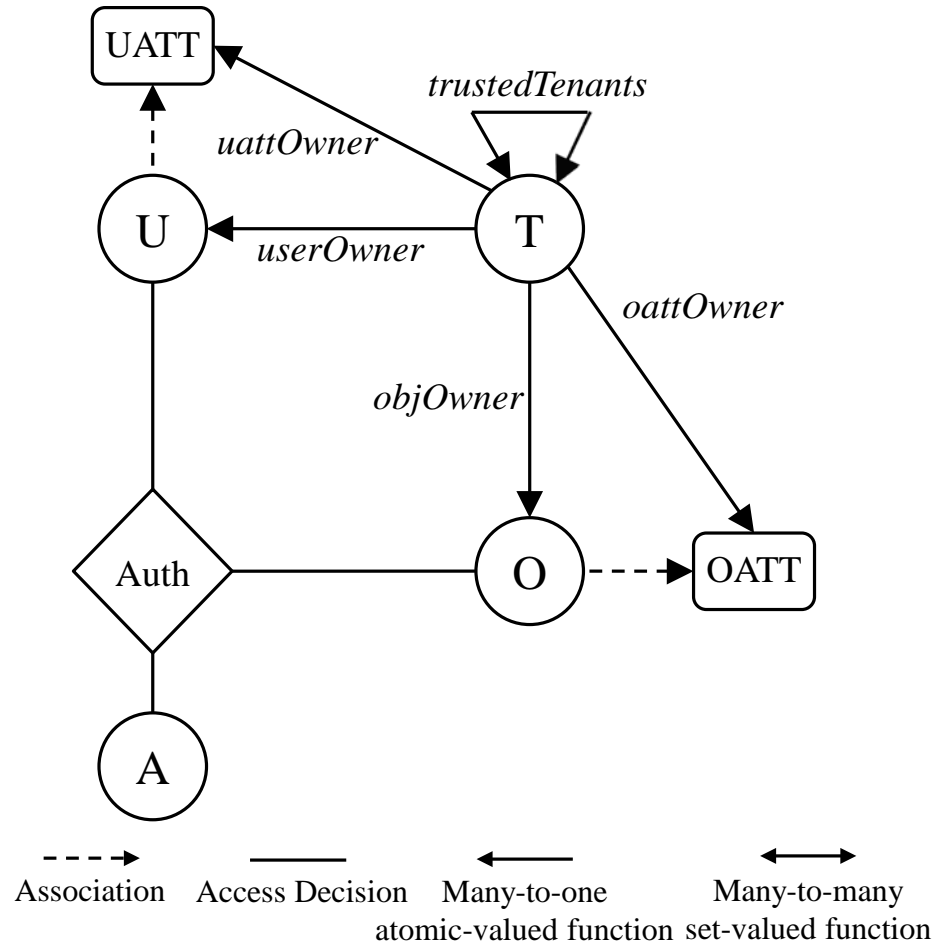 UATT
trustedTenants
uattOwner
U
T
userOwner
oattOwner
objOwner
Auth
O
OATT
A
Association
Access Decision
Many-to-one
atomic-valued function
Many-to-many
set-valued function